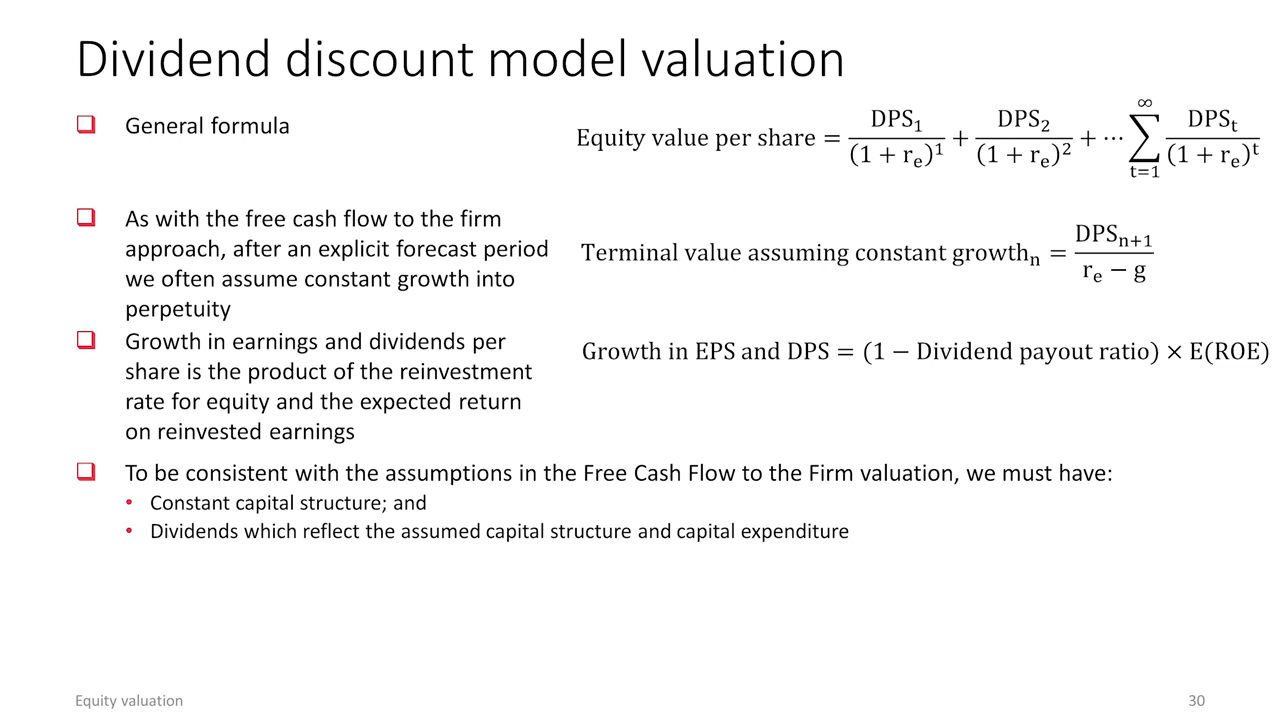 Dividend discount model valuation
❑ General formula
Equity value per share = DPS₁/(1 + rₑ)¹ + DPS₂/(1 + rₑ)² + ⋯ ∑_{t=1}^{∞} DPSₜ/(1 + rₑ)ᵗ
❑ As with the free cash flow to the firm
approach, after an explicit forecast period
we often assume constant growth into
perpetuity
Terminal value assuming constant growthₙ = DPSₙ₊₁/(rₑ − g)
❑ Growth in earnings and dividends per
share is the product of the reinvestment
rate for equity and the expected return
on reinvested earnings
Growth in EPS and DPS = (1 − Dividend payout ratio) × E(ROE)
❑ To be consistent with the assumptions in the Free Cash Flow to the Firm valuation, we must have:
• Constant capital structure; and
• Dividends which reflect the assumed capital structure and capital expenditure
Equity valuation
30